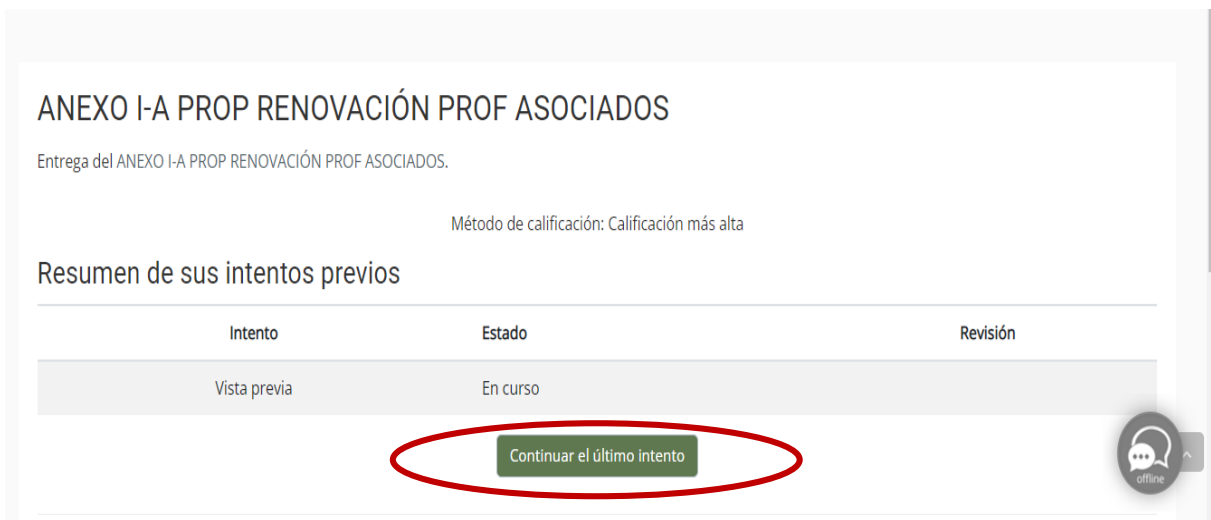 ANEXO I-A PROP RENOVACIÓN PROF ASOCIADOS
Entrega del ANEXO I-A PROP RENOVACIÓN PROF ASOCIADOS.
Método de calificación: Calificación más alta
Resumen de sus intentos previos
Intento Estado Revisión
Vista previa En curso
Continuar el último intento
offline